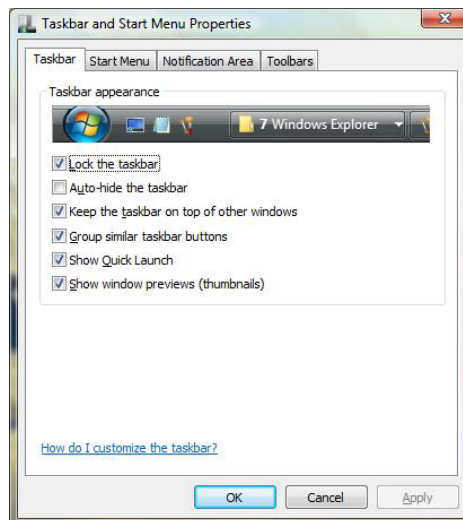 Taskbar and Start Menu Properties
Taskbar Start Menu Notification Area Toolbars
Taskbar appearance
7 Windows Explorer
Lock the taskbar
Auto-hide the taskbar
Keep the taskbar on top of other windows
Group similar taskbar buttons
Show Quick Launch
Show window previews (thumbnails)
How do I customize the taskbar?
OK Cancel Apply